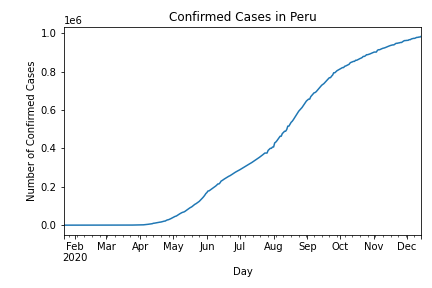 Confirmed Cases in Peru
1e6
1.0
0.8
0.6
0.4
0.2
0.0
Number of Confirmed Cases
Feb Mar Apr May Jun Jul Aug Sep Oct Nov Dec
2020
Day